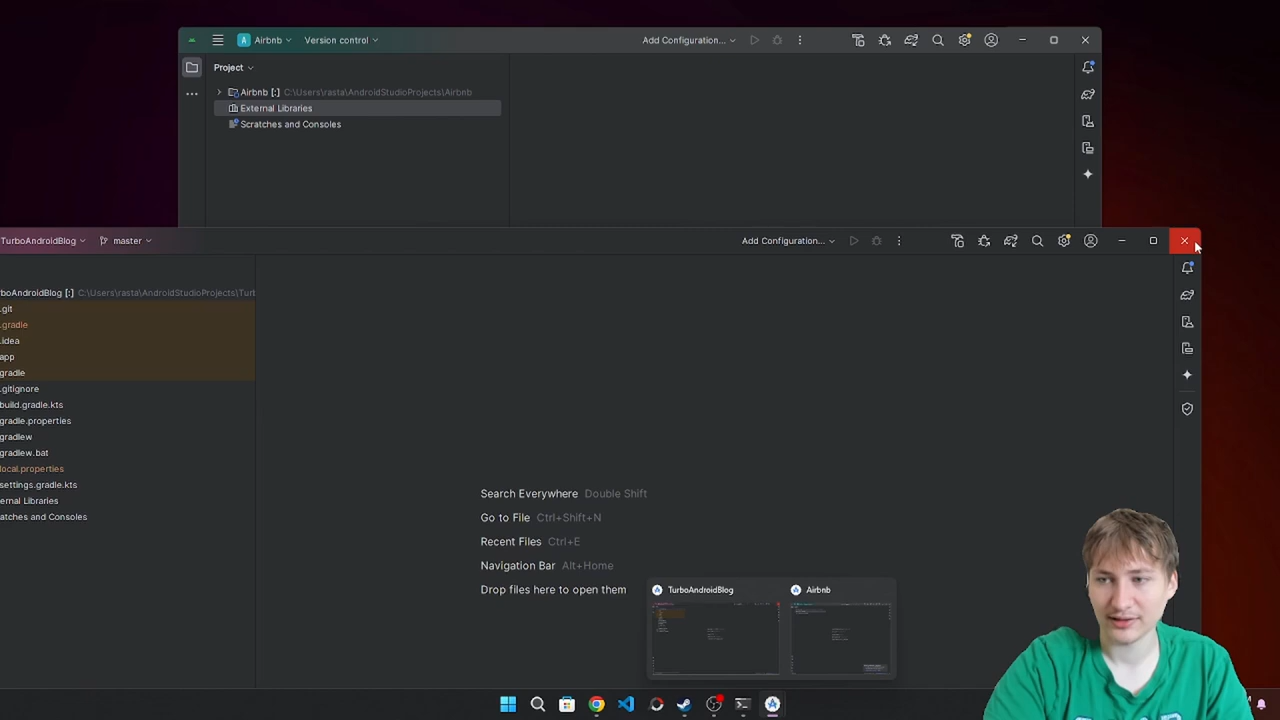 A Airbnb Version control Add Configuration...
Project
Airbnb [:] C:\Users\rasta\AndroidStudioProjects\Airbnb
External Libraries
Scratches and Consoles
TurboAndroidBlog master Add Configuration...
rboAndroidBlog [:] C:\Users\rasta\AndroidStudioProjects\Turb
.git
.gradle
.idea
app
gradle
.gitignore
build.gradle.kts
gradle.properties
gradlew
gradlew.bat
local.properties
settings.gradle.kts
ernal Libraries
atches and Consoles
Search Everywhere Double Shift
Go to File Ctrl+Shift+N
Recent Files Ctrl+E
Navigation Bar Alt+Home
Drop files here to open them
TurboAndroidBlog
Airbnb